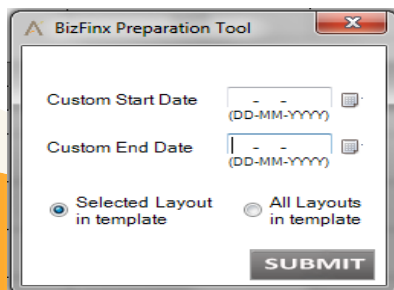 BizFinx Preparation Tool
Custom Start Date - -
(DD-MM-YYYY)
Custom End Date - -
(DD-MM-YYYY)
Selected Layout All Layouts
in template in template
SUBMIT